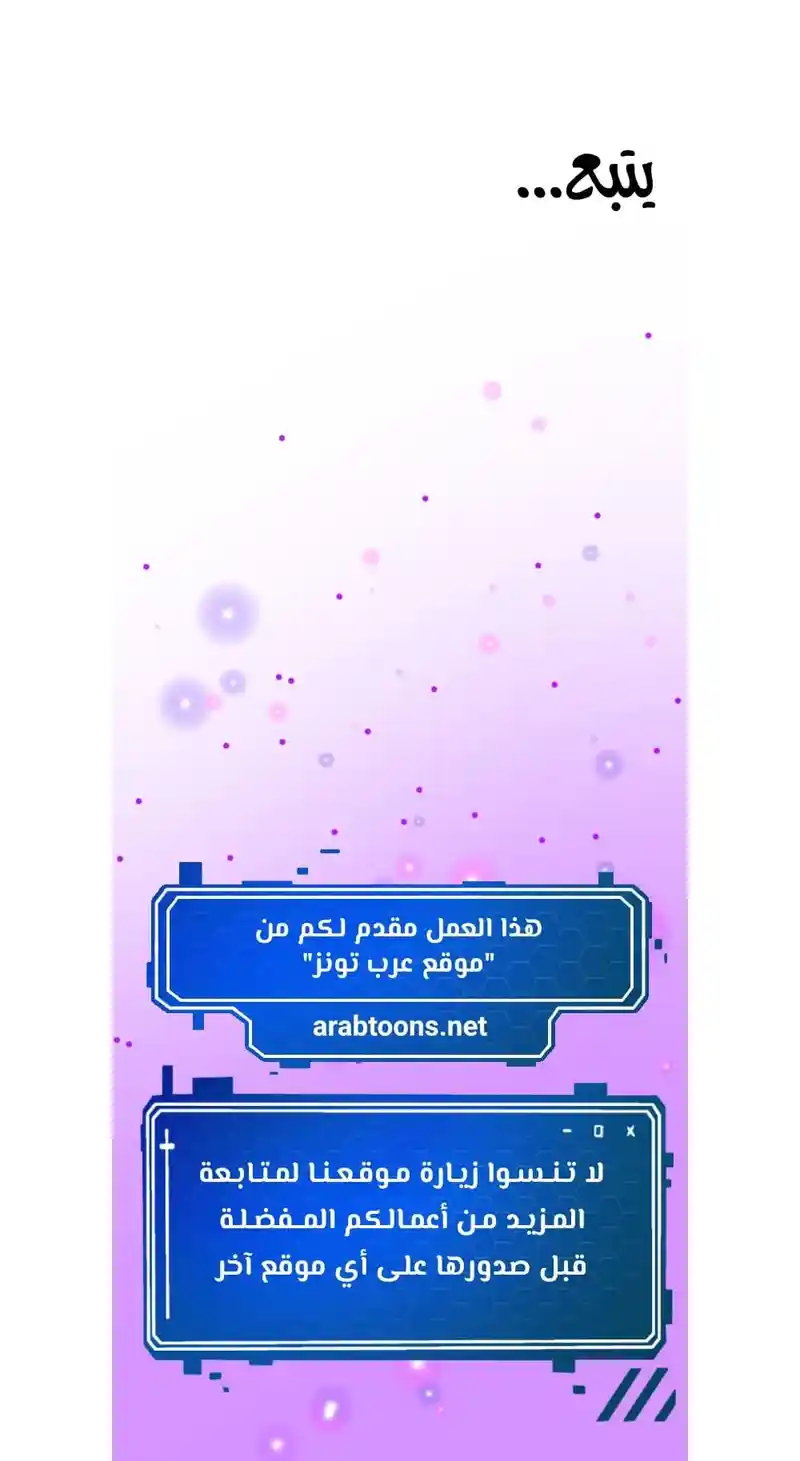 يتبع...
هذا العمل مقدم لكم من
"موقع عرب تونز"
arabtoons.net
لا تنسوا زيارة موقعنا لمتابعة
المزيد من أعمالكم المفضلة
قبل صدورها على أي موقع آخر